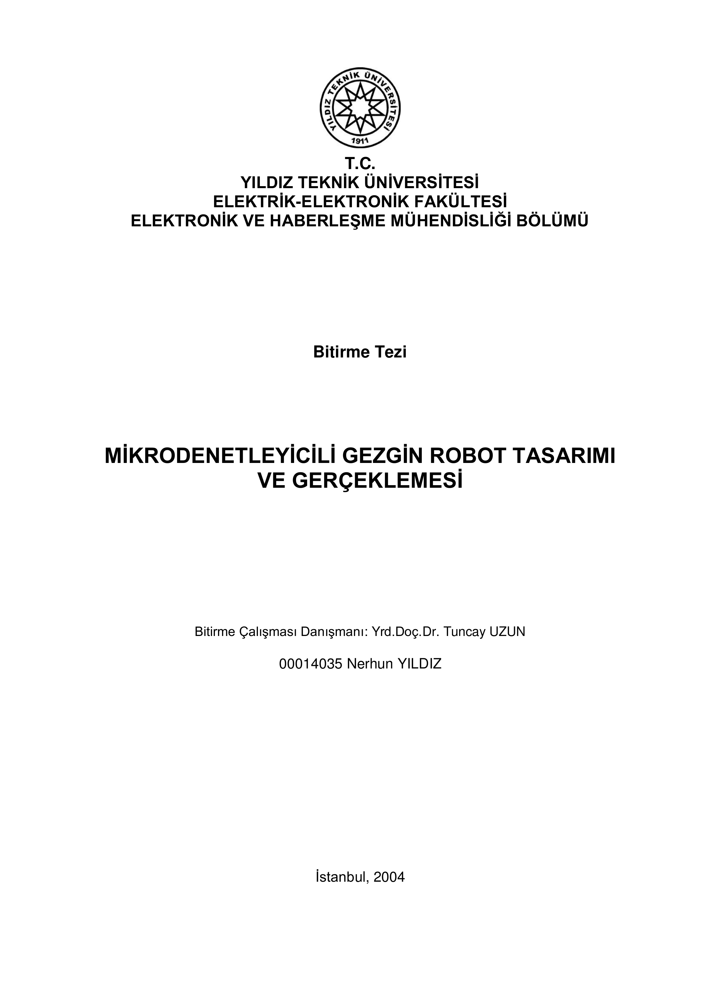 YILDIZ TEKNİK ÜNİVERSİTESİ
1911
T.C.
YILDIZ TEKNİK ÜNİVERSİTESİ
ELEKTRİK-ELEKTRONİK FAKÜLTESİ
ELEKTRONİK VE HABERLEŞME MÜHENDİSLİĞİ BÖLÜMÜ
Bitirme Tezi
MİKRODENETLEYİCİLİ GEZGİN ROBOT TASARIMI
VE GERÇEKLEMESİ
Bitirme Çalışması Danışmanı: Yrd.Doç.Dr. Tuncay UZUN
00014035 Nerhun YILDIZ
İstanbul, 2004